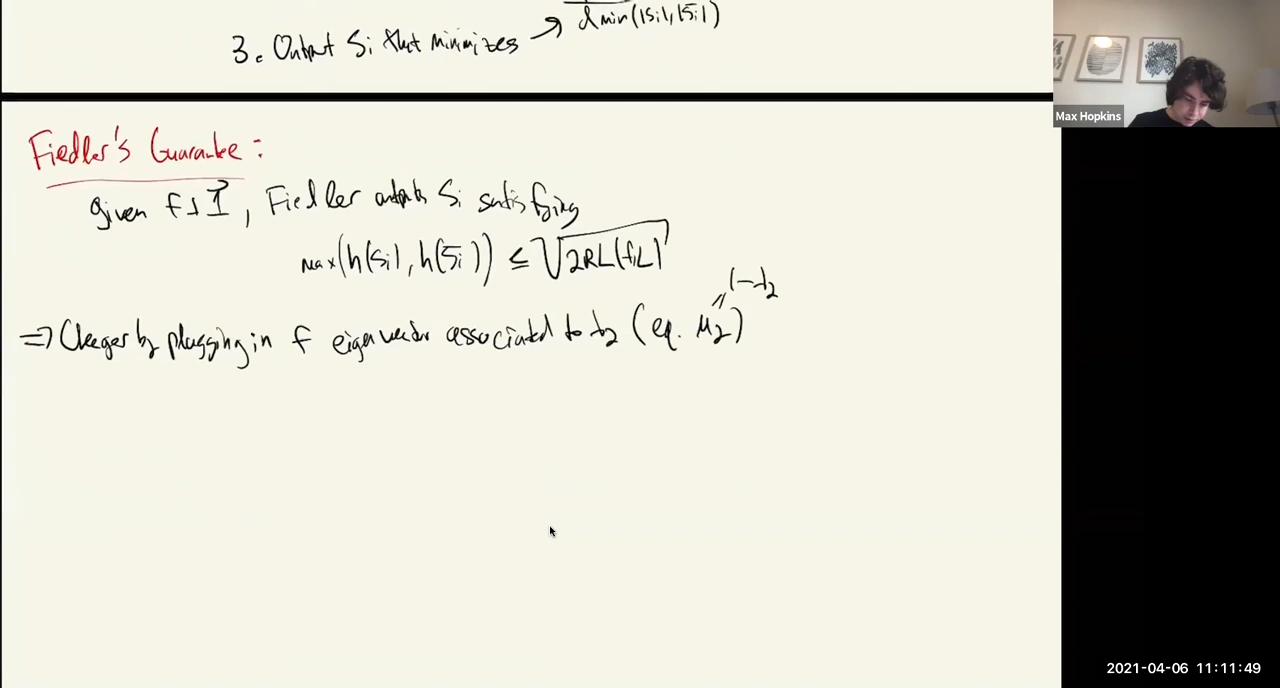 d min(|Si|, |S̄i|)
3. Output Si that minimizes →
Max Hopkins
Fiedler's Guarantee:
given f ⊥ 1⃗, Fiedler outputs Si satisfying
max(h(Si), h(S̄i)) ≤ √2RL(f,L)
1-λ2
=> Cheeger by plugging in f eigenvector associated to λ2 (eq. μ2)
2021-04-06 11:11:49